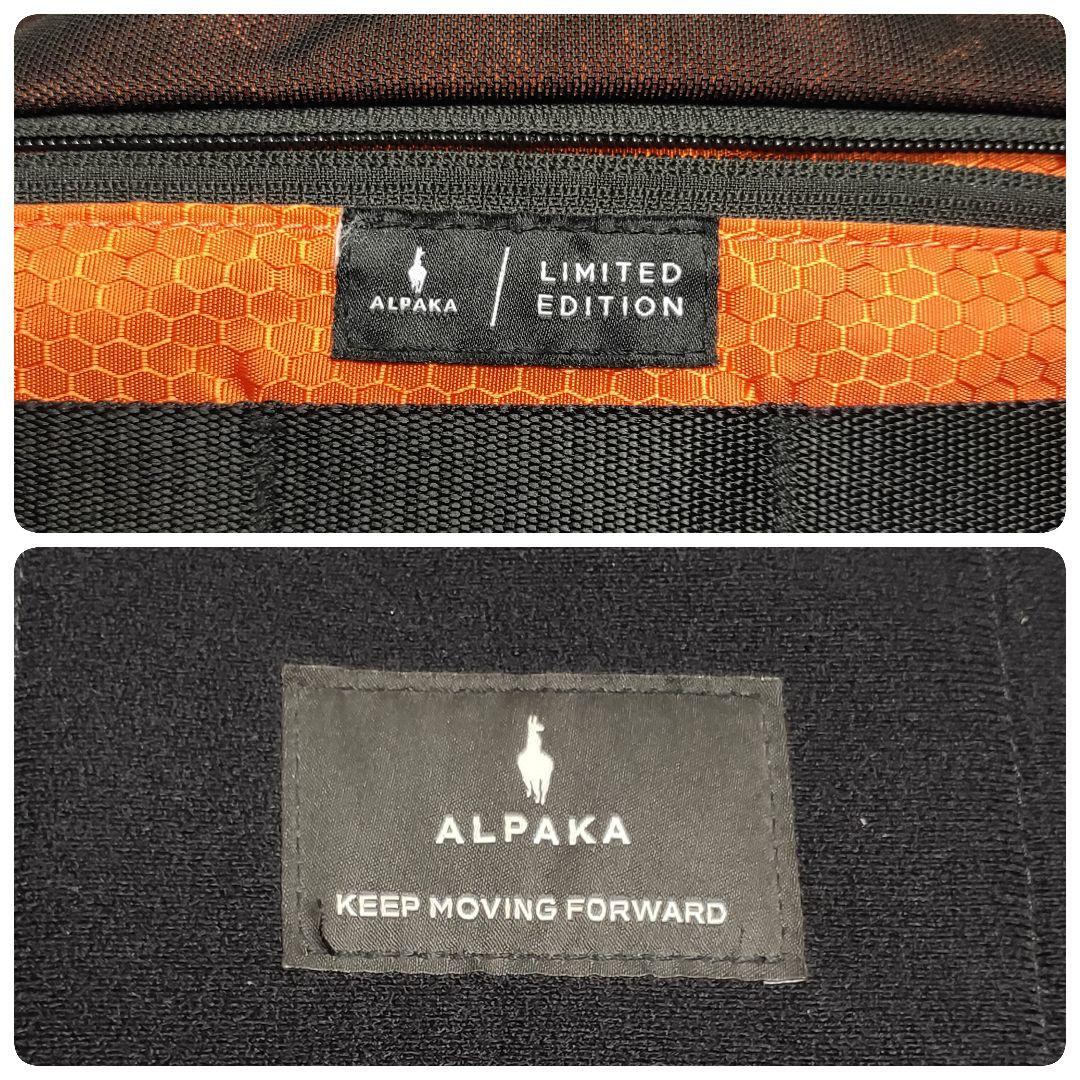 ALPAKA
LIMITED
EDITION
ALPAKA
KEEP MOVING FORWARD